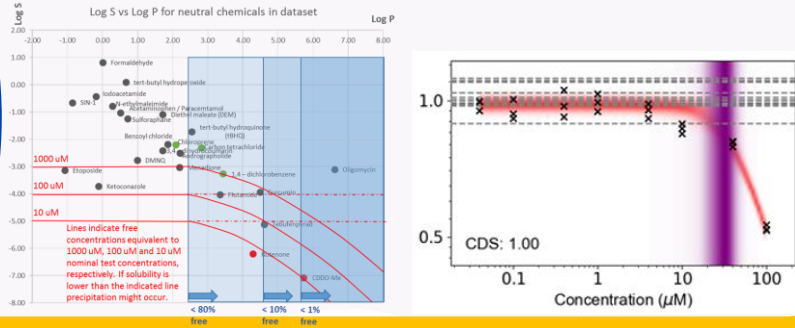 Log S vs Log P for neutral chemicals in dataset
Log S
Log P
2.00
-2.00 -1.00 0.00 1.00 2.00 3.00 4.00 5.00 6.00 7.00 8.00
1.00
Formaldehyde
0.00
tert-butyl hydroperoxide
Iodoacetamide
SIN-1
N-ethylmaleimide
-1.00
Acetaminophen / Paracemtamol
Diethyl maleate (DEM)
Sulforaphane
tert-butyl hydroquinone
(tBHQ)
-2.00
Benzoyl chloride
Chloroprene
Carbon tetrachloride
DMNQ
1000 uM
-3.00
Etoposide
Oligomycin
1,4 – dichlorobenzene
Ketoconazole
100 uM
-4.00
Flutamide
10 uM
-5.00
Lines indicate free
concentrations equivalent to
1000 uM, 100 uM and 10 uM
nominal test concentrations,
respectively. If solubility is
lower than the indicated line
precipitation might occur.
-6.00
Rotenone
-7.00
CDDO-Me
-8.00
< 80%
free
< 10%
free
< 1%
free
1.0
0.5
CDS: 1.00
0.1 1 10 100
Concentration (µM)